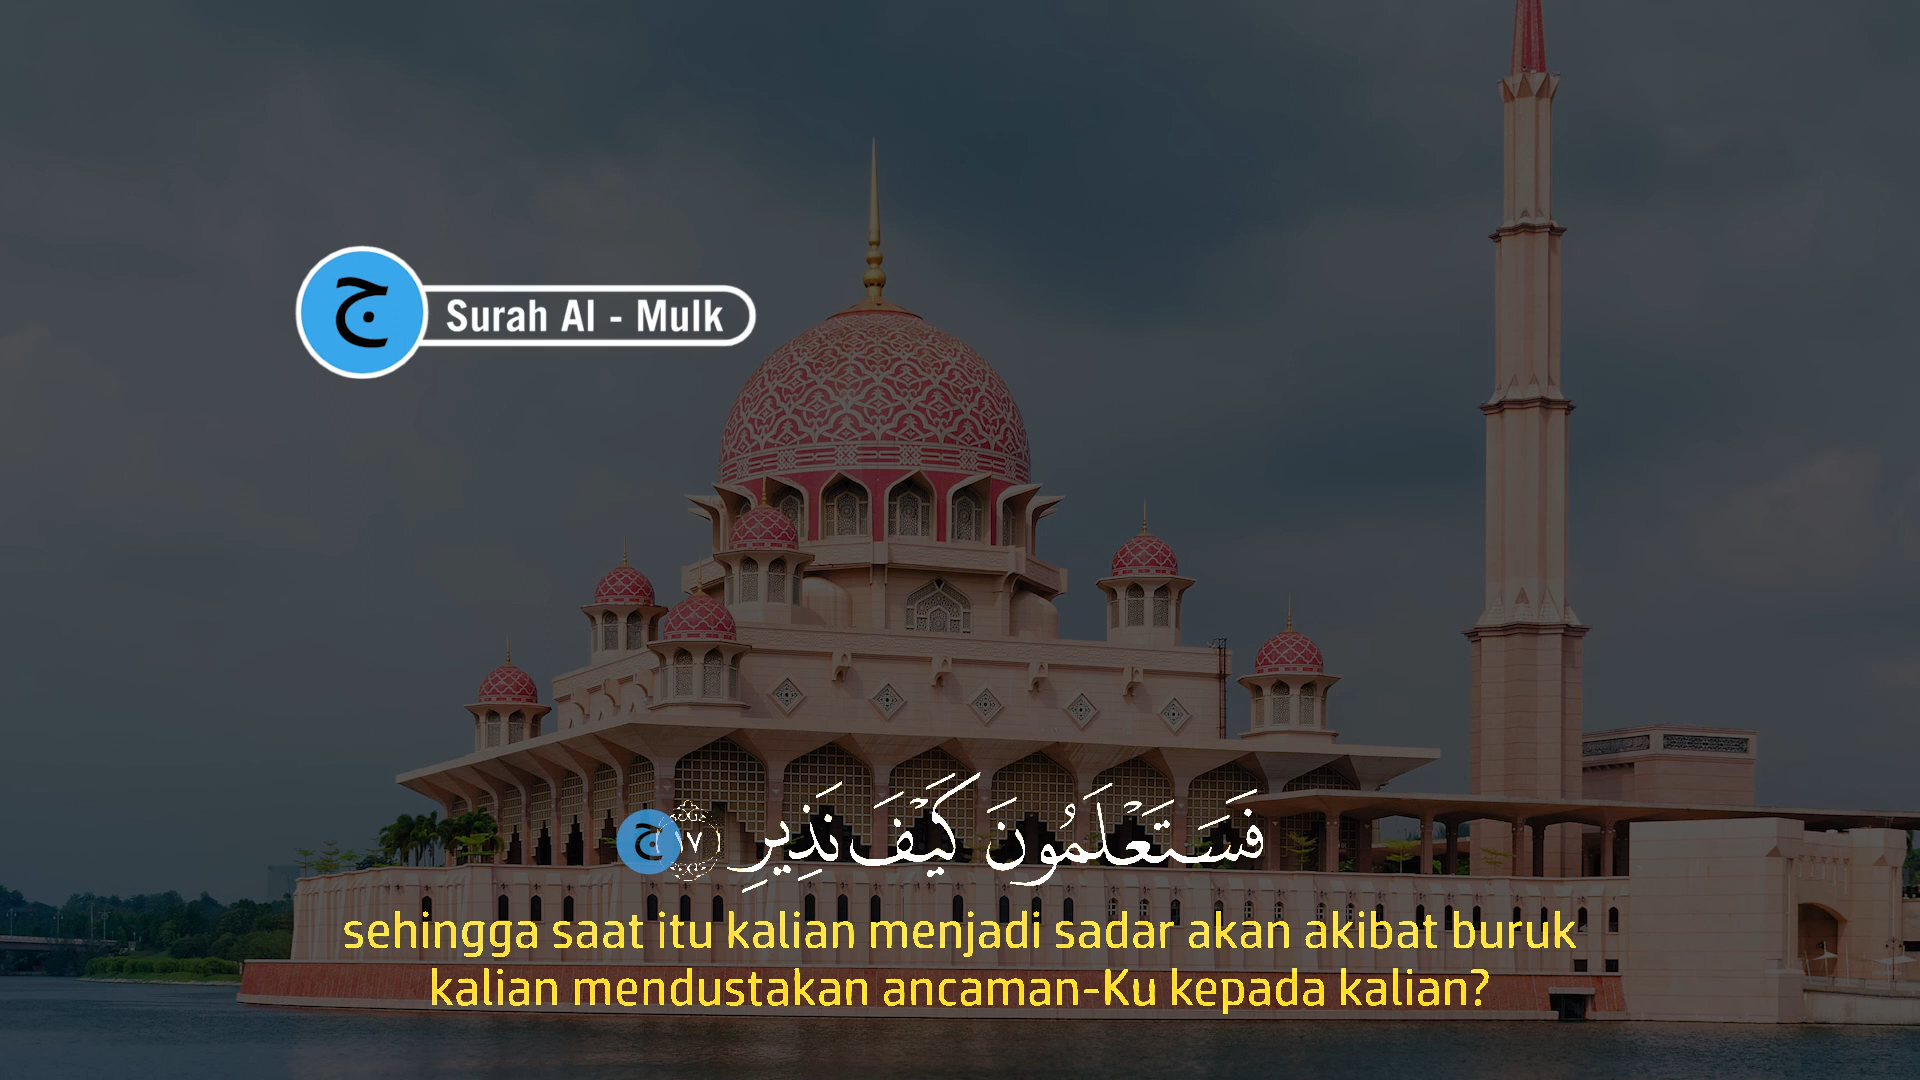 ج
Surah Al - Mulk
فَسَتَعْلَمُونَ كَيْفَ نَذِيرِ ١٧ ج
sehingga saat itu kalian menjadi sadar akan akibat buruk
kalian mendustakan ancaman-Ku kepada kalian?